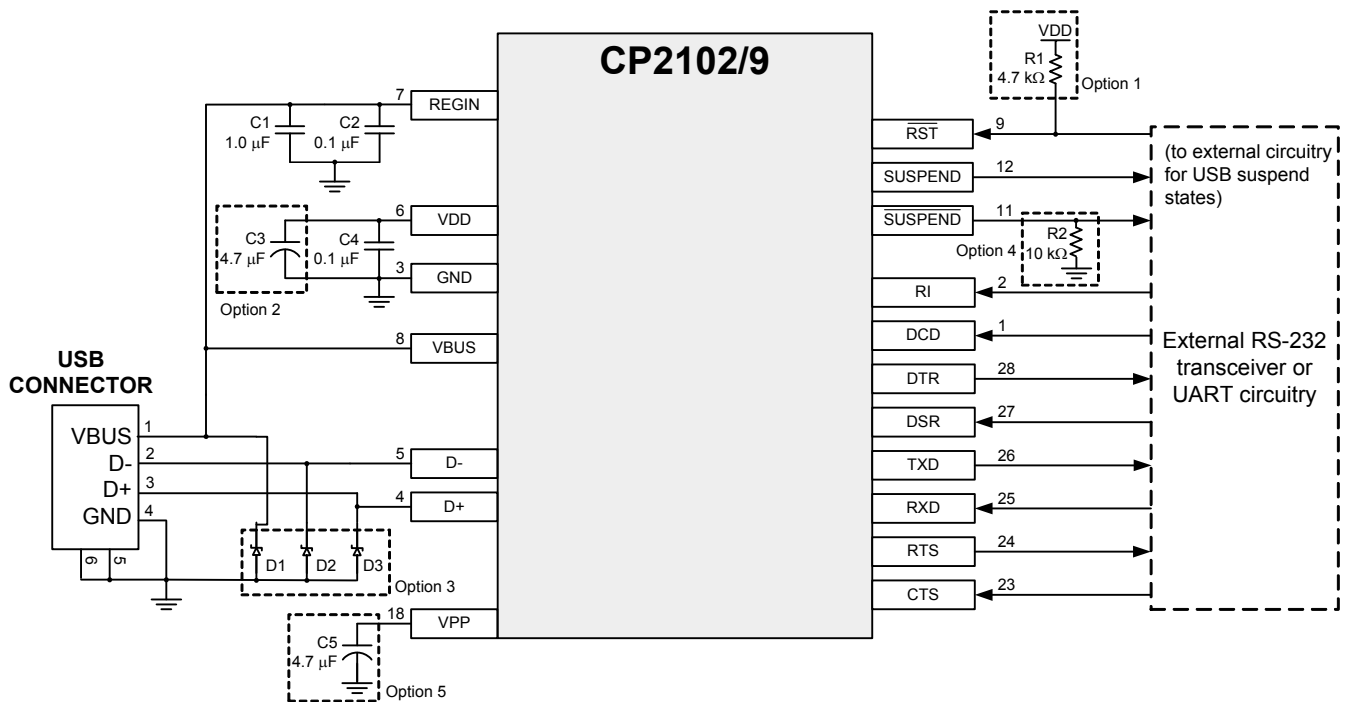 CP2102/9
VDD
R1
4.7 kΩ
Option 1
7
REGIN
C1
1.0 μF
C2
0.1 μF
RST
9
(to external circuitry
for USB suspend
states)
SUSPEND
12
6
VDD
C3
4.7 μF
C4
0.1 μF
Option 2
3
GND
SUSPEND
11
R2
10 kΩ
Option 4
RI
2
8
VBUS
DCD
1
External RS-232
transceiver or
UART circuitry
USB
CONNECTOR
DTR
28
VBUS
1
D-
2
D+
3
GND
4
6
5
DSR
27
5
D-
TXD
26
4
D+
RXD
25
D1
D2
D3
Option 3
RTS
24
CTS
23
18
VPP
C5
4.7 μF
Option 5